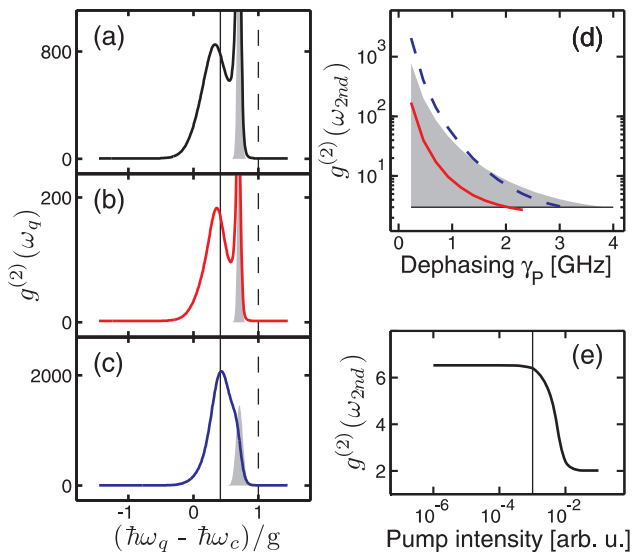 (a)
800
0
(b)
200
0
g^(2)(ω_q)
(c)
2000
0
-1 0 1
(ħω_q - ħω_c)/g
(d)
10^3
10^2
10^1
g^(2)(ω_2nd)
0 1 2 3 4
Dephasing γ_P [GHz]
(e)
6
4
2
g^(2)(ω_2nd)
10^-6 10^-4 10^-2
Pump intensity [arb. u.]